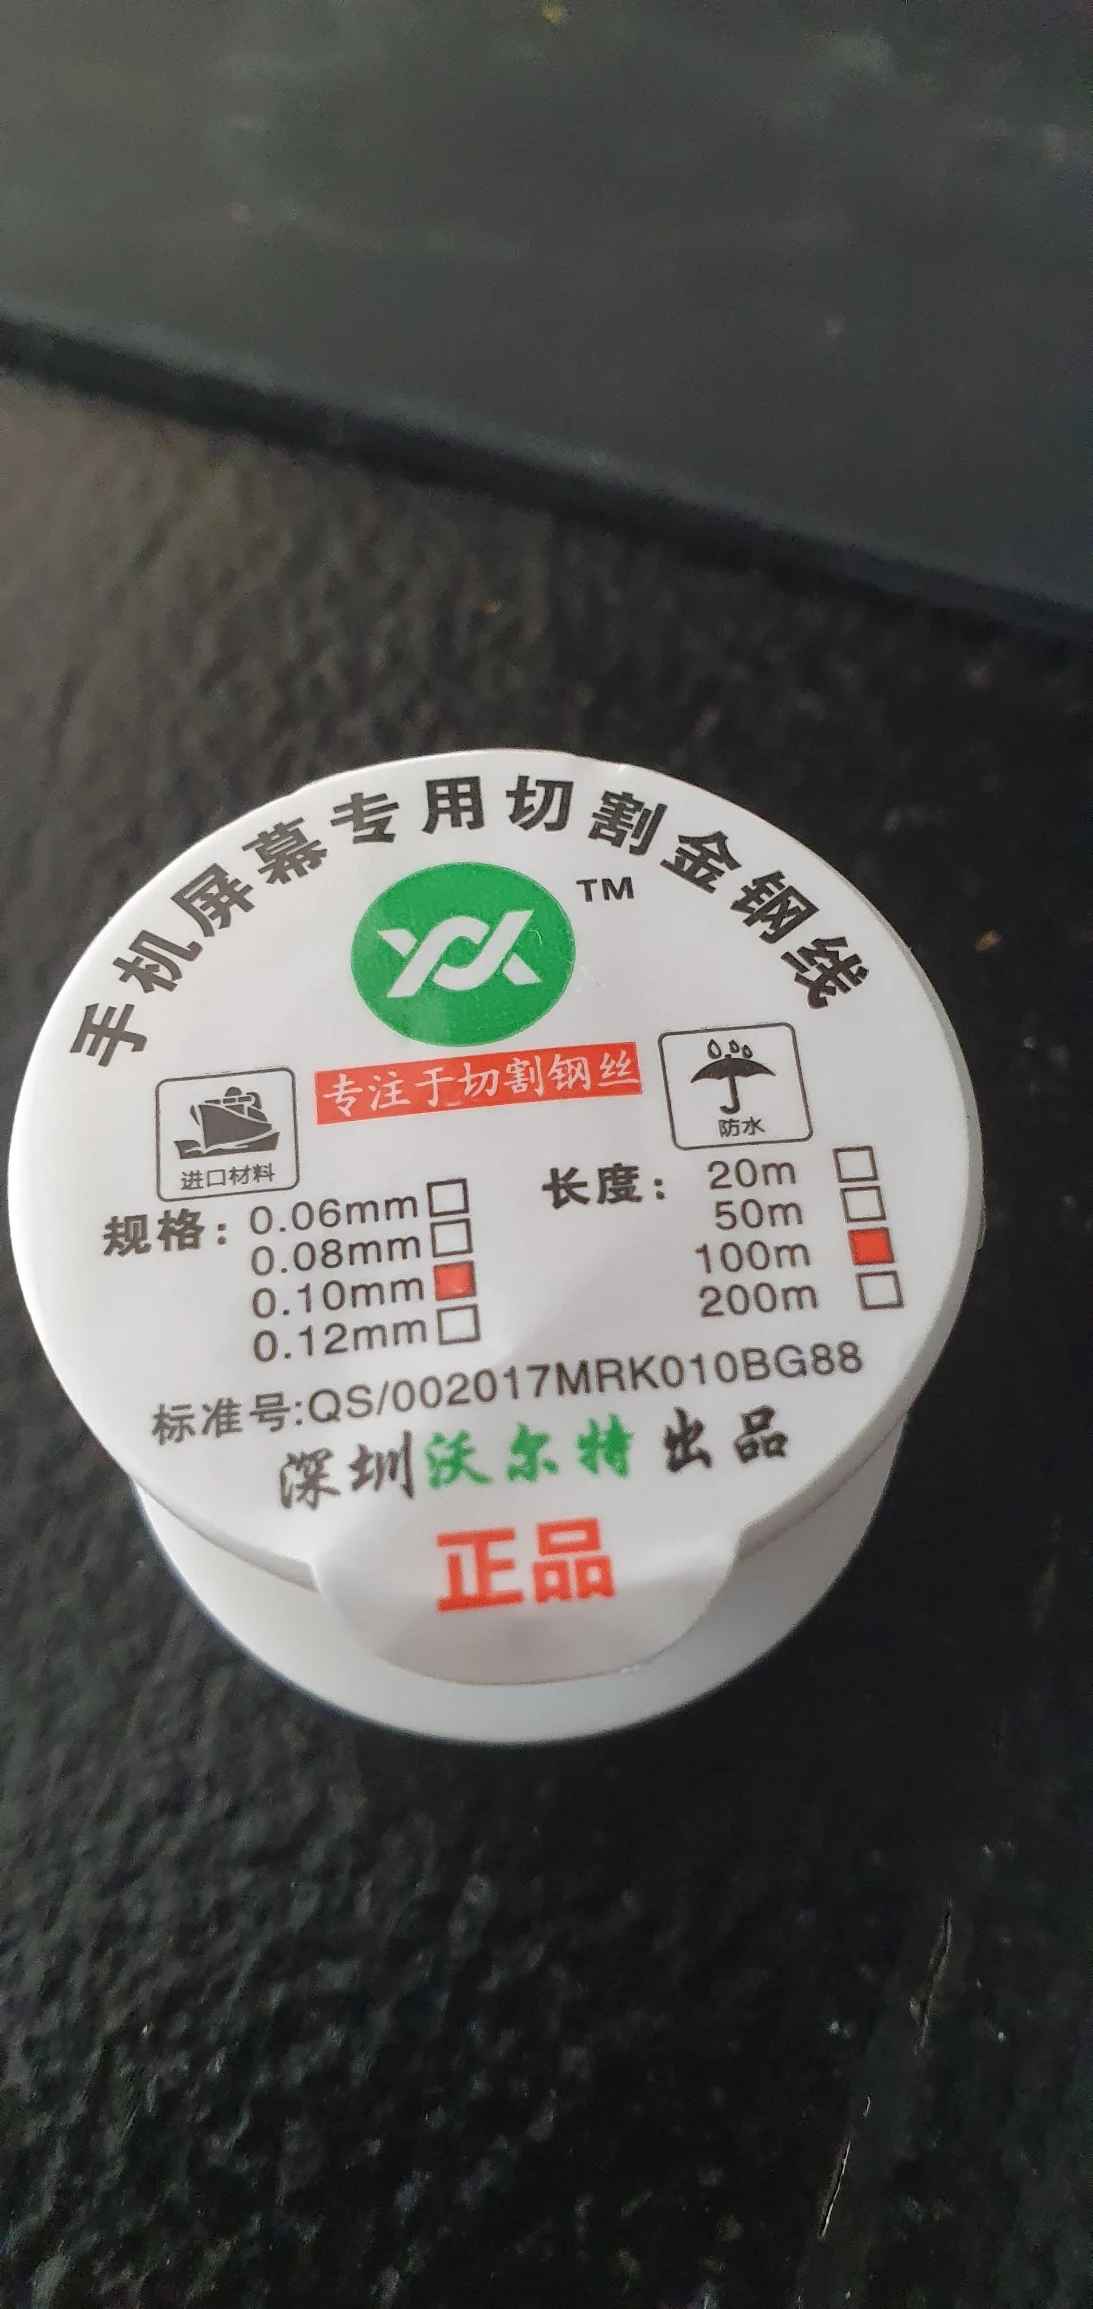 手机屏幕专用切割金钢线
TM
专注于切割钢丝
进口材料
防水
规格：0.06mm
0.08mm
0.10mm
0.12mm
长度：20m
50m
100m
200m
标准号:QS/002017MRK010BG88
深圳沃尔特出品
正品